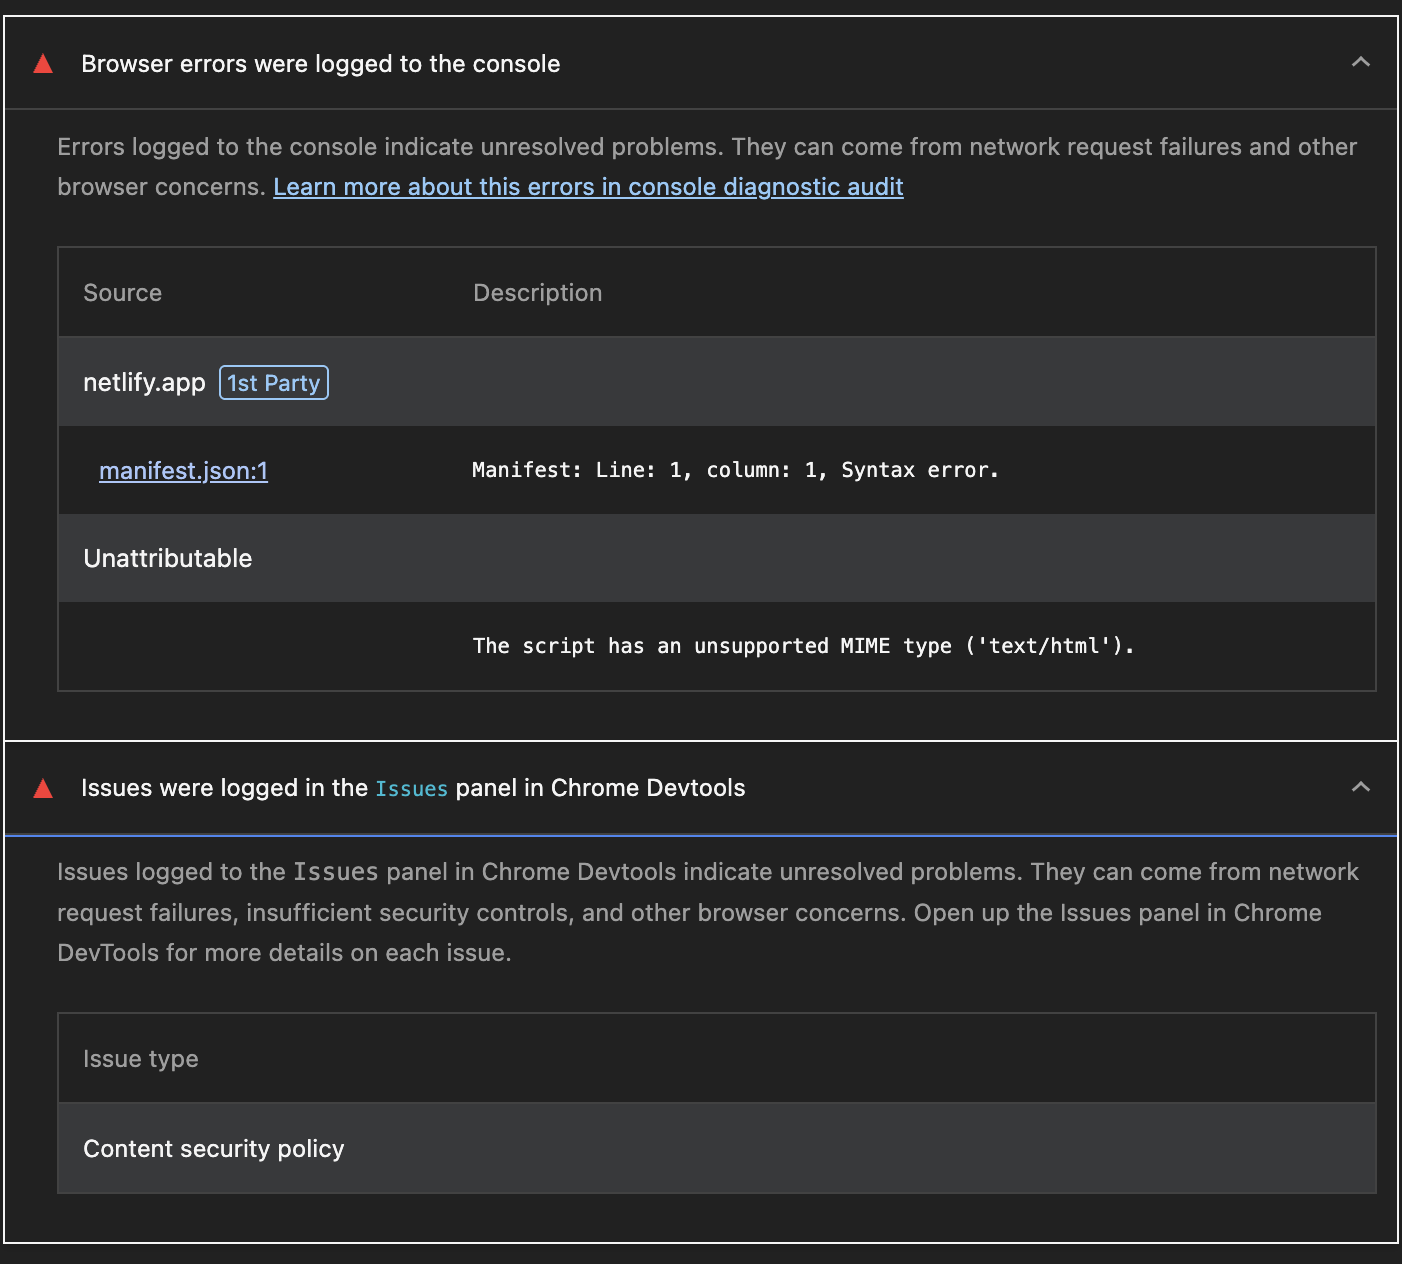 Browser errors were logged to the console
Errors logged to the console indicate unresolved problems. They can come from network request failures and other
browser concerns. Learn more about this errors in console diagnostic audit
Source Description
netlify.app 1st Party
manifest.json:1 Manifest: Line: 1, column: 1, Syntax error.
Unattributable
The script has an unsupported MIME type ('text/html').
Issues were logged in the Issues panel in Chrome Devtools
Issues logged to the Issues panel in Chrome Devtools indicate unresolved problems. They can come from network
request failures, insufficient security controls, and other browser concerns. Open up the Issues panel in Chrome
DevTools for more details on each issue.
Issue type
Content security policy